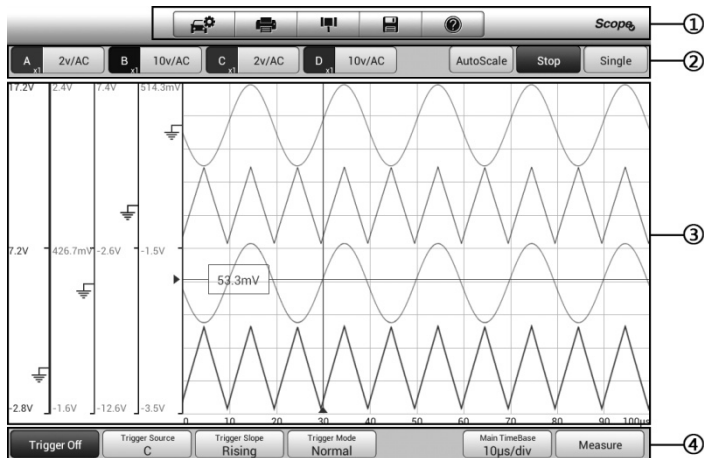 Scope
①
A x1 2v/AC B x1 10v/AC C x1 2v/AC D x1 10v/AC AutoScale Stop Single
②
17.2V 2.4V 7.4V 514.3mV
③
7.2V 426.7mV -2.6V -1.5V
53.3mV
-2.8V -1.6V -12.6V -3.5V
0 10 20 30 40 50 60 70 80 90 100μs
Trigger Off
Trigger Source
C
Trigger Slope
Rising
Trigger Mode
Normal
Main TimeBase
10μs/div
Measure
④